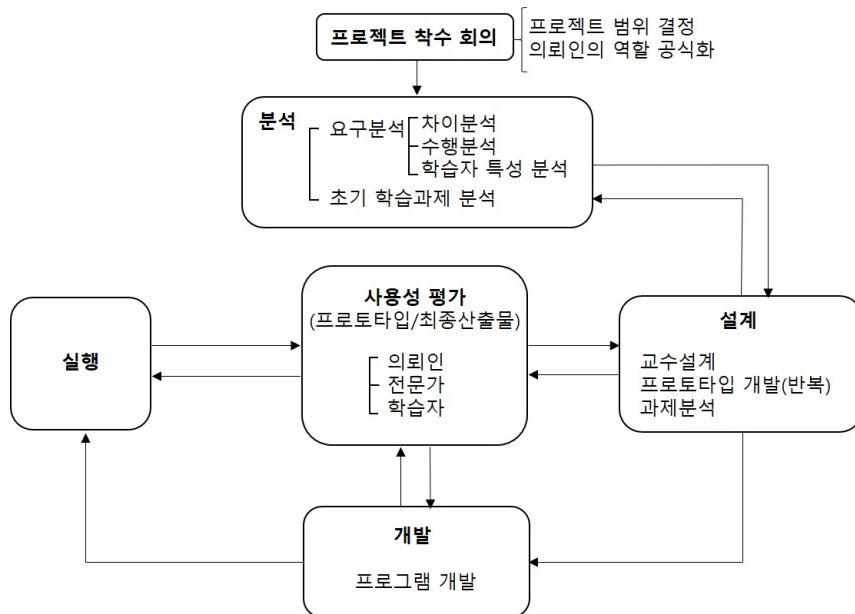 프로젝트 착수 회의
프로젝트 범위 결정
의뢰인의 역할 공식화
분석
요구분석
차이분석
수행분석
학습자 특성 분석
초기 학습과제 분석
사용성 평가
(프로토타입/최종산출물)
의뢰인
전문가
학습자
실행
설계
교수설계
프로토타입 개발(반복)
과제분석
개발
프로그램 개발